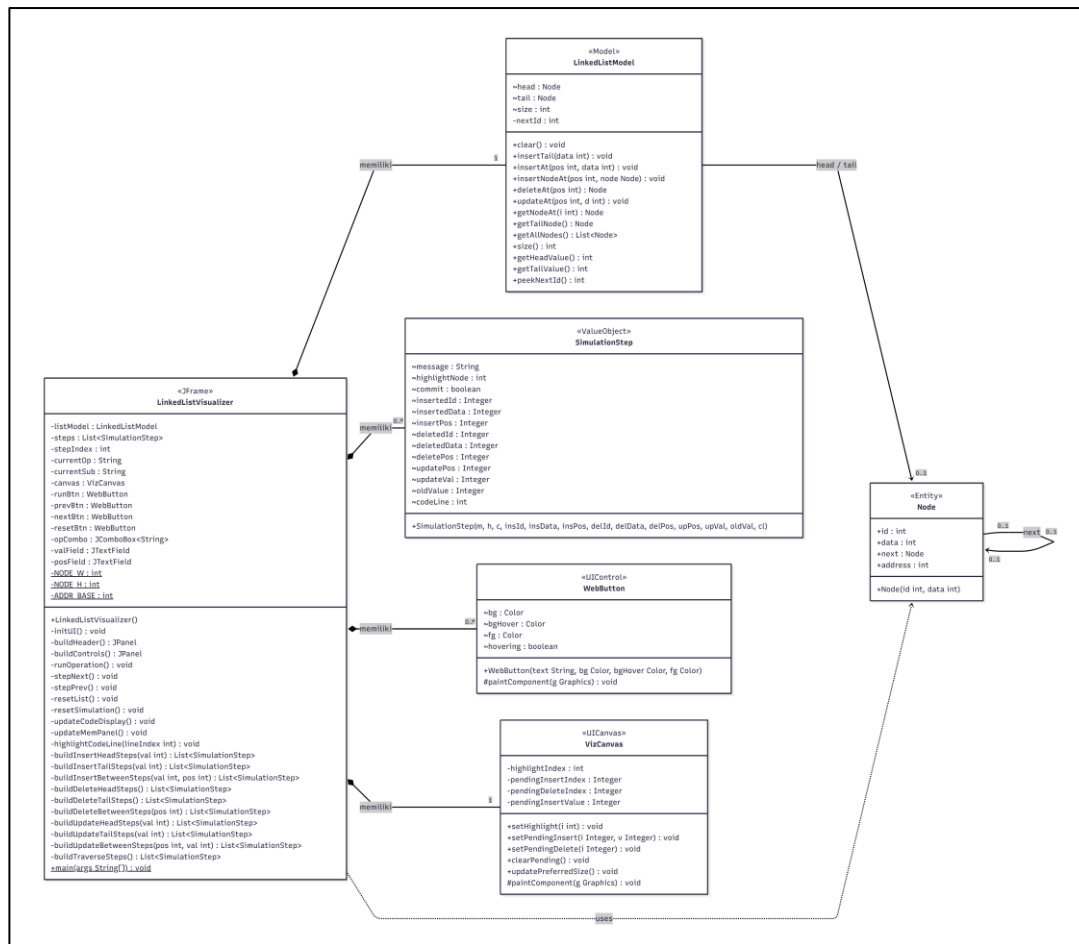 «Model»
LinkedListModel
~head : Node
~tail : Node
~size : int
-nextId : int
+clear() : void
+insertTail(data int) : void
+insertAt(pos int, data int) : void
+insertNodeAt(pos int, node Node) : void
+deleteAt(pos int) : Node
+updateAt(pos int, d int) : void
+getNodeAt(i int) : Node
+getTailNode() : Node
+getAllNodes() : List<Node>
+size() : int
+getHeadValue() : int
+getTailValue() : int
+peekNextId() : int
memiliki
1
head / tail
0..1
«ValueObject»
SimulationStep
~message : String
~highlightNode : int
~commit : boolean
~insertedId : Integer
~insertedData : Integer
~insertPos : Integer
~deletedId : Integer
~deletedData : Integer
~deletePos : Integer
~updatePos : Integer
~updateVal : Integer
~oldValue : Integer
~codeLine : int
+SimulationStep(m, h, c, insId, insData, insPos, delId, delData, delPos, upPos, upVal, oldVal, cl)
memiliki
0..*
«JFrame»
LinkedListVisualizer
-listModel : LinkedListModel
-steps : List<SimulationStep>
-stepIndex : int
-currentOp : String
-currentSub : String
-canvas : VizCanvas
-runBtn : WebButton
-prevBtn : WebButton
-nextBtn : WebButton
-resetBtn : WebButton
-opCombo : JComboBox<String>
-valField : JTextField
-posField : JTextField
-NODE_W : int
-NODE_H : int
-ADDR_BASE : int
+LinkedListVisualizer()
-initUI() : void
-buildHeader() : JPanel
-buildControls() : JPanel
-runOperation() : void
-stepNext() : void
-stepPrev() : void
-resetList() : void
-resetSimulation() : void
-updateCodeDisplay() : void
-updateMemPanel() : void
-highlightCodeLine(lineIndex int) : void
-buildInsertHeadSteps(val int) : List<SimulationStep>
-buildInsertTailSteps(val int) : List<SimulationStep>
-buildInsertBetweenSteps(val int, pos int) : List<SimulationStep>
-buildDeleteHeadSteps() : List<SimulationStep>
-buildDeleteTailSteps() : List<SimulationStep>
-buildDeleteBetweenSteps(pos int) : List<SimulationStep>
-buildUpdateHeadSteps(val int) : List<SimulationStep>
-buildUpdateTailSteps(val int) : List<SimulationStep>
-buildUpdateBetweenSteps(pos int, val int) : List<SimulationStep>
-buildTraverseSteps() : List<SimulationStep>
+main(args String[]) : void
«Entity»
Node
+id : int
+data : int
+next : Node
+address : int
+Node(id int, data int)
0..1
next
0..1
0..1
«UIControl»
WebButton
~bg : Color
~bgHover : Color
~fg : Color
~hovering : boolean
+WebButton(text String, bg Color, bgHover Color, fg Color)
#paintComponent(g Graphics) : void
memiliki
0..*
«UICanvas»
VizCanvas
-highlightIndex : int
-pendingInsertIndex : Integer
-pendingDeleteIndex : Integer
-pendingInsertValue : Integer
+setHighlight(i int) : void
+setPendingInsert(i Integer, v Integer) : void
+setPendingDelete(i Integer) : void
+clearPending() : void
+updatePreferredSize() : void
#paintComponent(g Graphics) : void
memiliki
1
uses